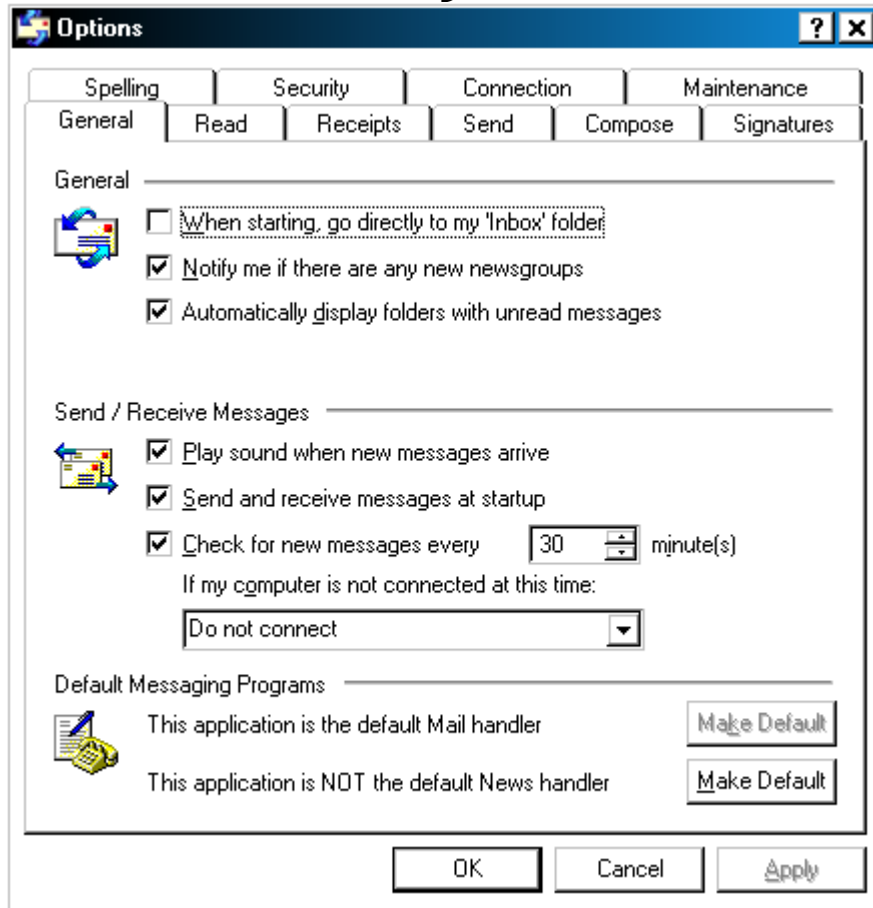 Options
Spelling Security Connection Maintenance
General Read Receipts Send Compose Signatures
General
When starting, go directly to my 'Inbox' folder
Notify me if there are any new newsgroups
Automatically display folders with unread messages
Send / Receive Messages
Play sound when new messages arrive
Send and receive messages at startup
Check for new messages every 30 minute(s)
If my computer is not connected at this time:
Do not connect
Default Messaging Programs
This application is the default Mail handler Make Default
This application is NOT the default News handler Make Default
OK Cancel Apply